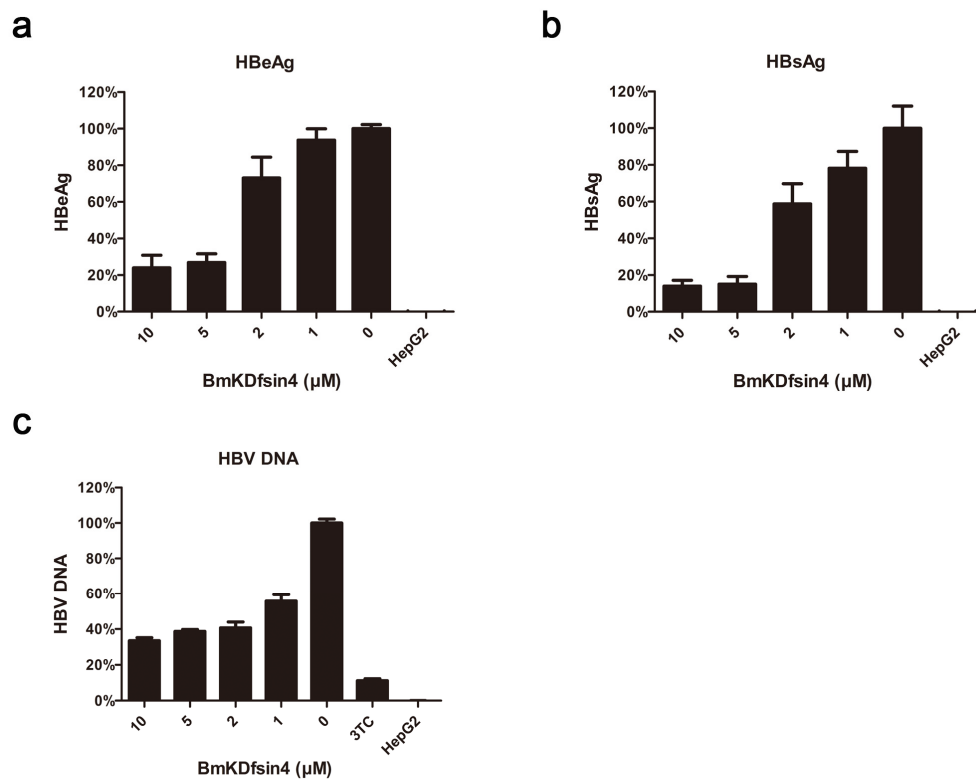 a
HBeAg
120%
100%
80%
60%
40%
20%
0%
HBeAg
10
5
2
1
0
HepG2
BmKDfsin4 (μM)
b
HBsAg
120%
100%
80%
60%
40%
20%
0%
HBsAg
10
5
2
1
0
HepG2
BmKDfsin4 (μM)
c
HBV DNA
120%
100%
80%
60%
40%
20%
0%
HBV DNA
10
5
2
1
0
3TC
HepG2
BmKDfsin4 (μM)